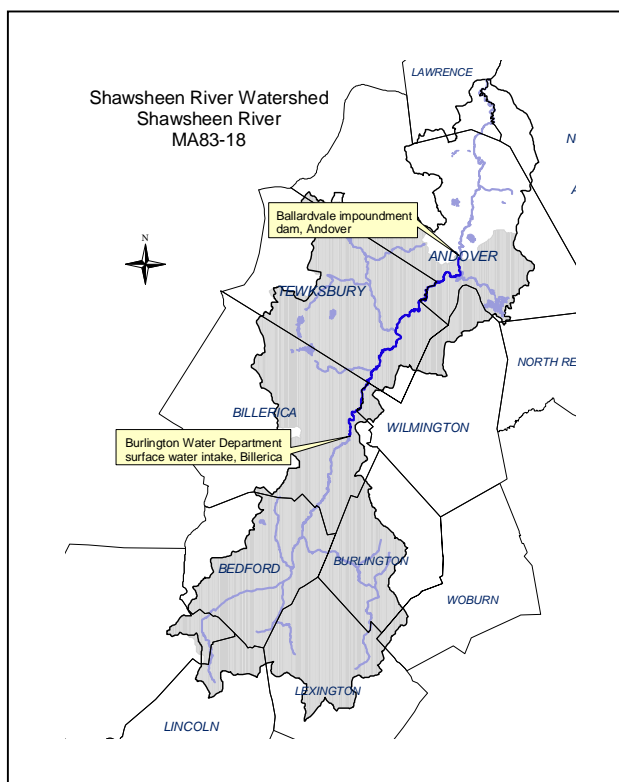 LAWRENCE
Shawsheen River Watershed
Shawsheen River
MA83-18
N
A
Ballardvale impoundment
dam, Andover
N
ANDOVER
TEWKSBURY
NORTH RE
BILLERICA
WILMINGTON
Burlington Water Department
surface water intake, Billerica
BEDFORD
BURLINGTON
WOBURN
LEXINGTON
LINCOLN